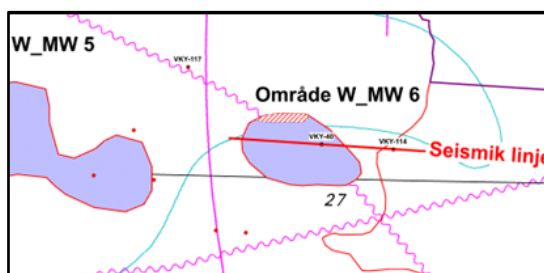 W_MW 5
VKY-117
Område W_MW 6
VKY-40
VKY-114
Seismik linje
27